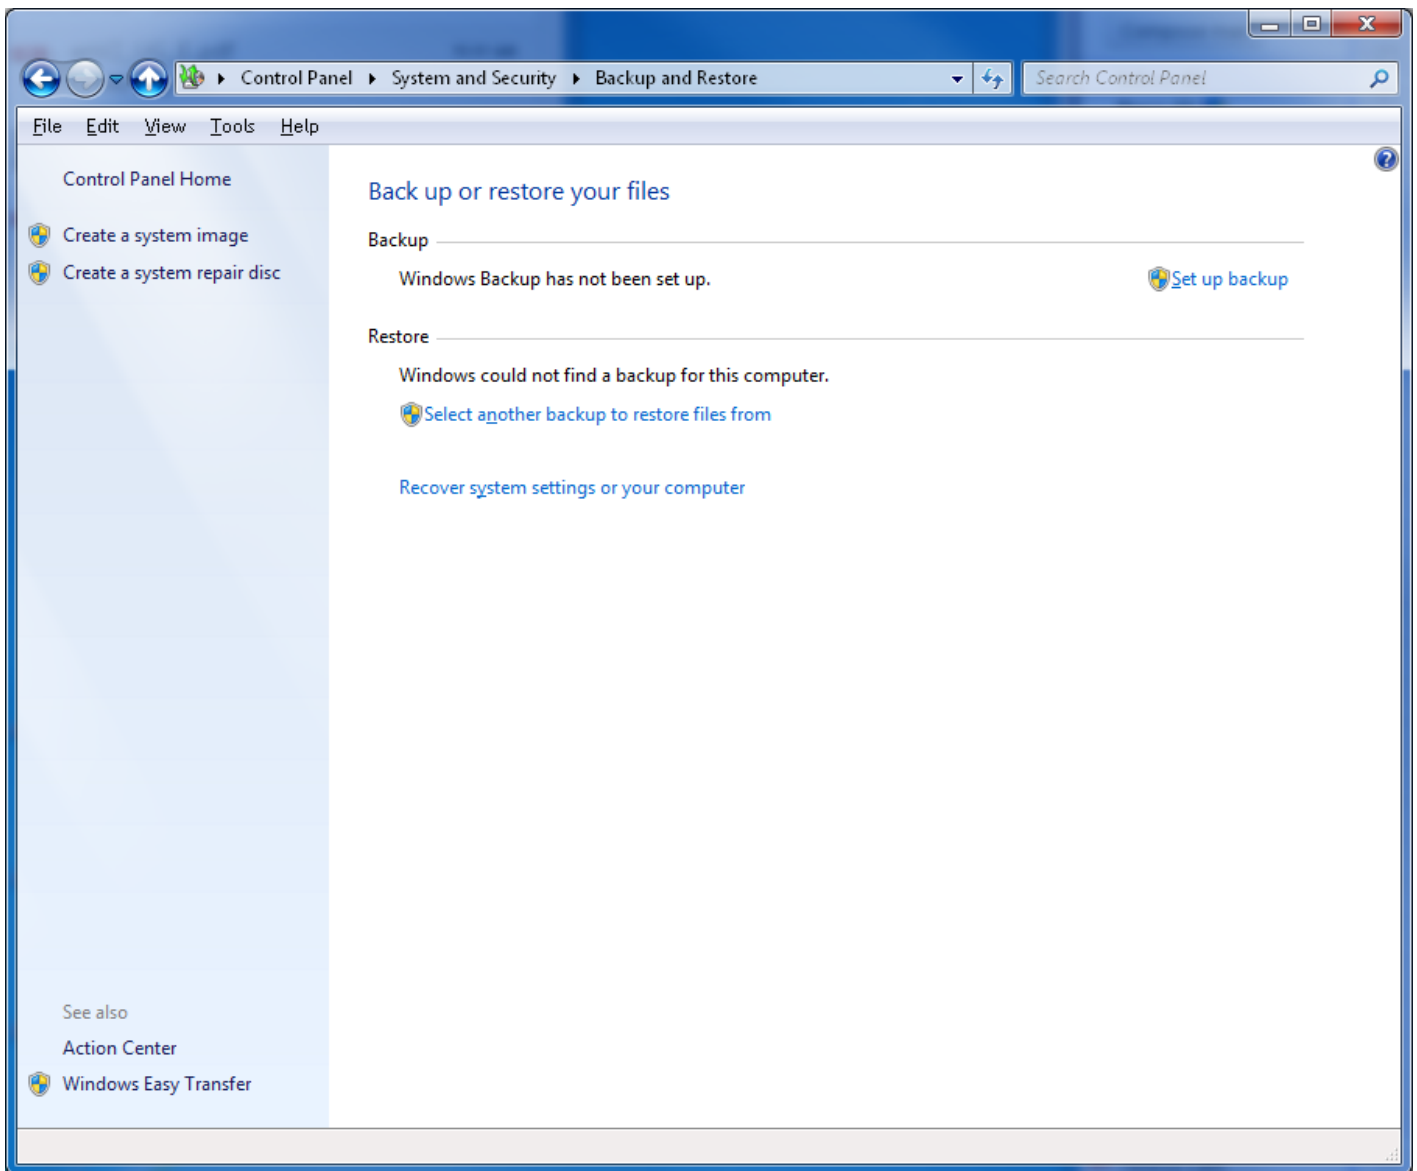 Control Panel System and Security Backup and Restore
Search Control Panel
File Edit View Tools Help
Control Panel Home
Create a system image
Create a system repair disc
Back up or restore your files
Backup
Windows Backup has not been set up.
Set up backup
Restore
Windows could not find a backup for this computer.
Select another backup to restore files from
Recover system settings or your computer
See also
Action Center
Windows Easy Transfer